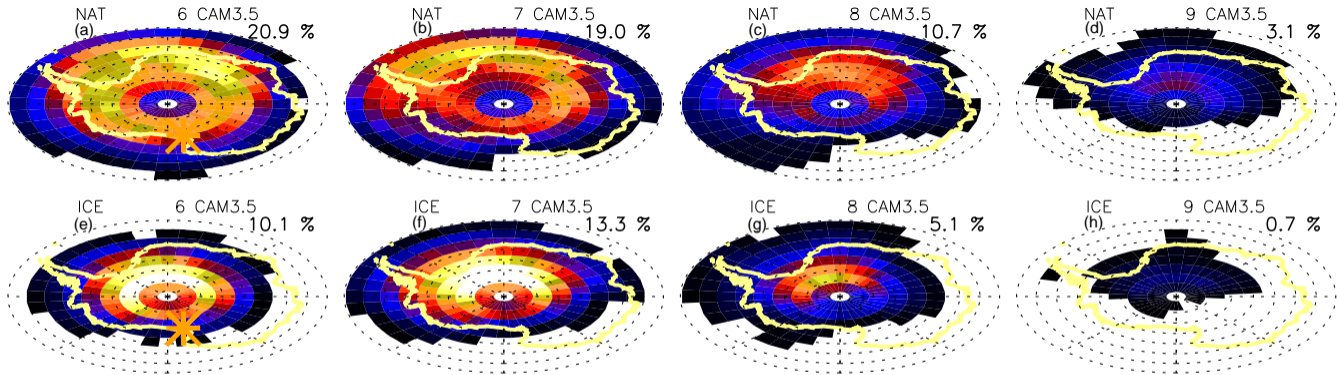 NAT 6 CAM3.5
(a) 20.9 %
NAT 7 CAM3.5
(b) 19.0 %
NAT 8 CAM3.5
(c) 10.7 %
NAT 9 CAM3.5
(d) 3.1 %
ICE 6 CAM3.5
(e) 10.1 %
ICE 7 CAM3.5
(f) 13.3 %
ICE 8 CAM3.5
(g) 5.1 %
ICE 9 CAM3.5
(h) 0.7 %